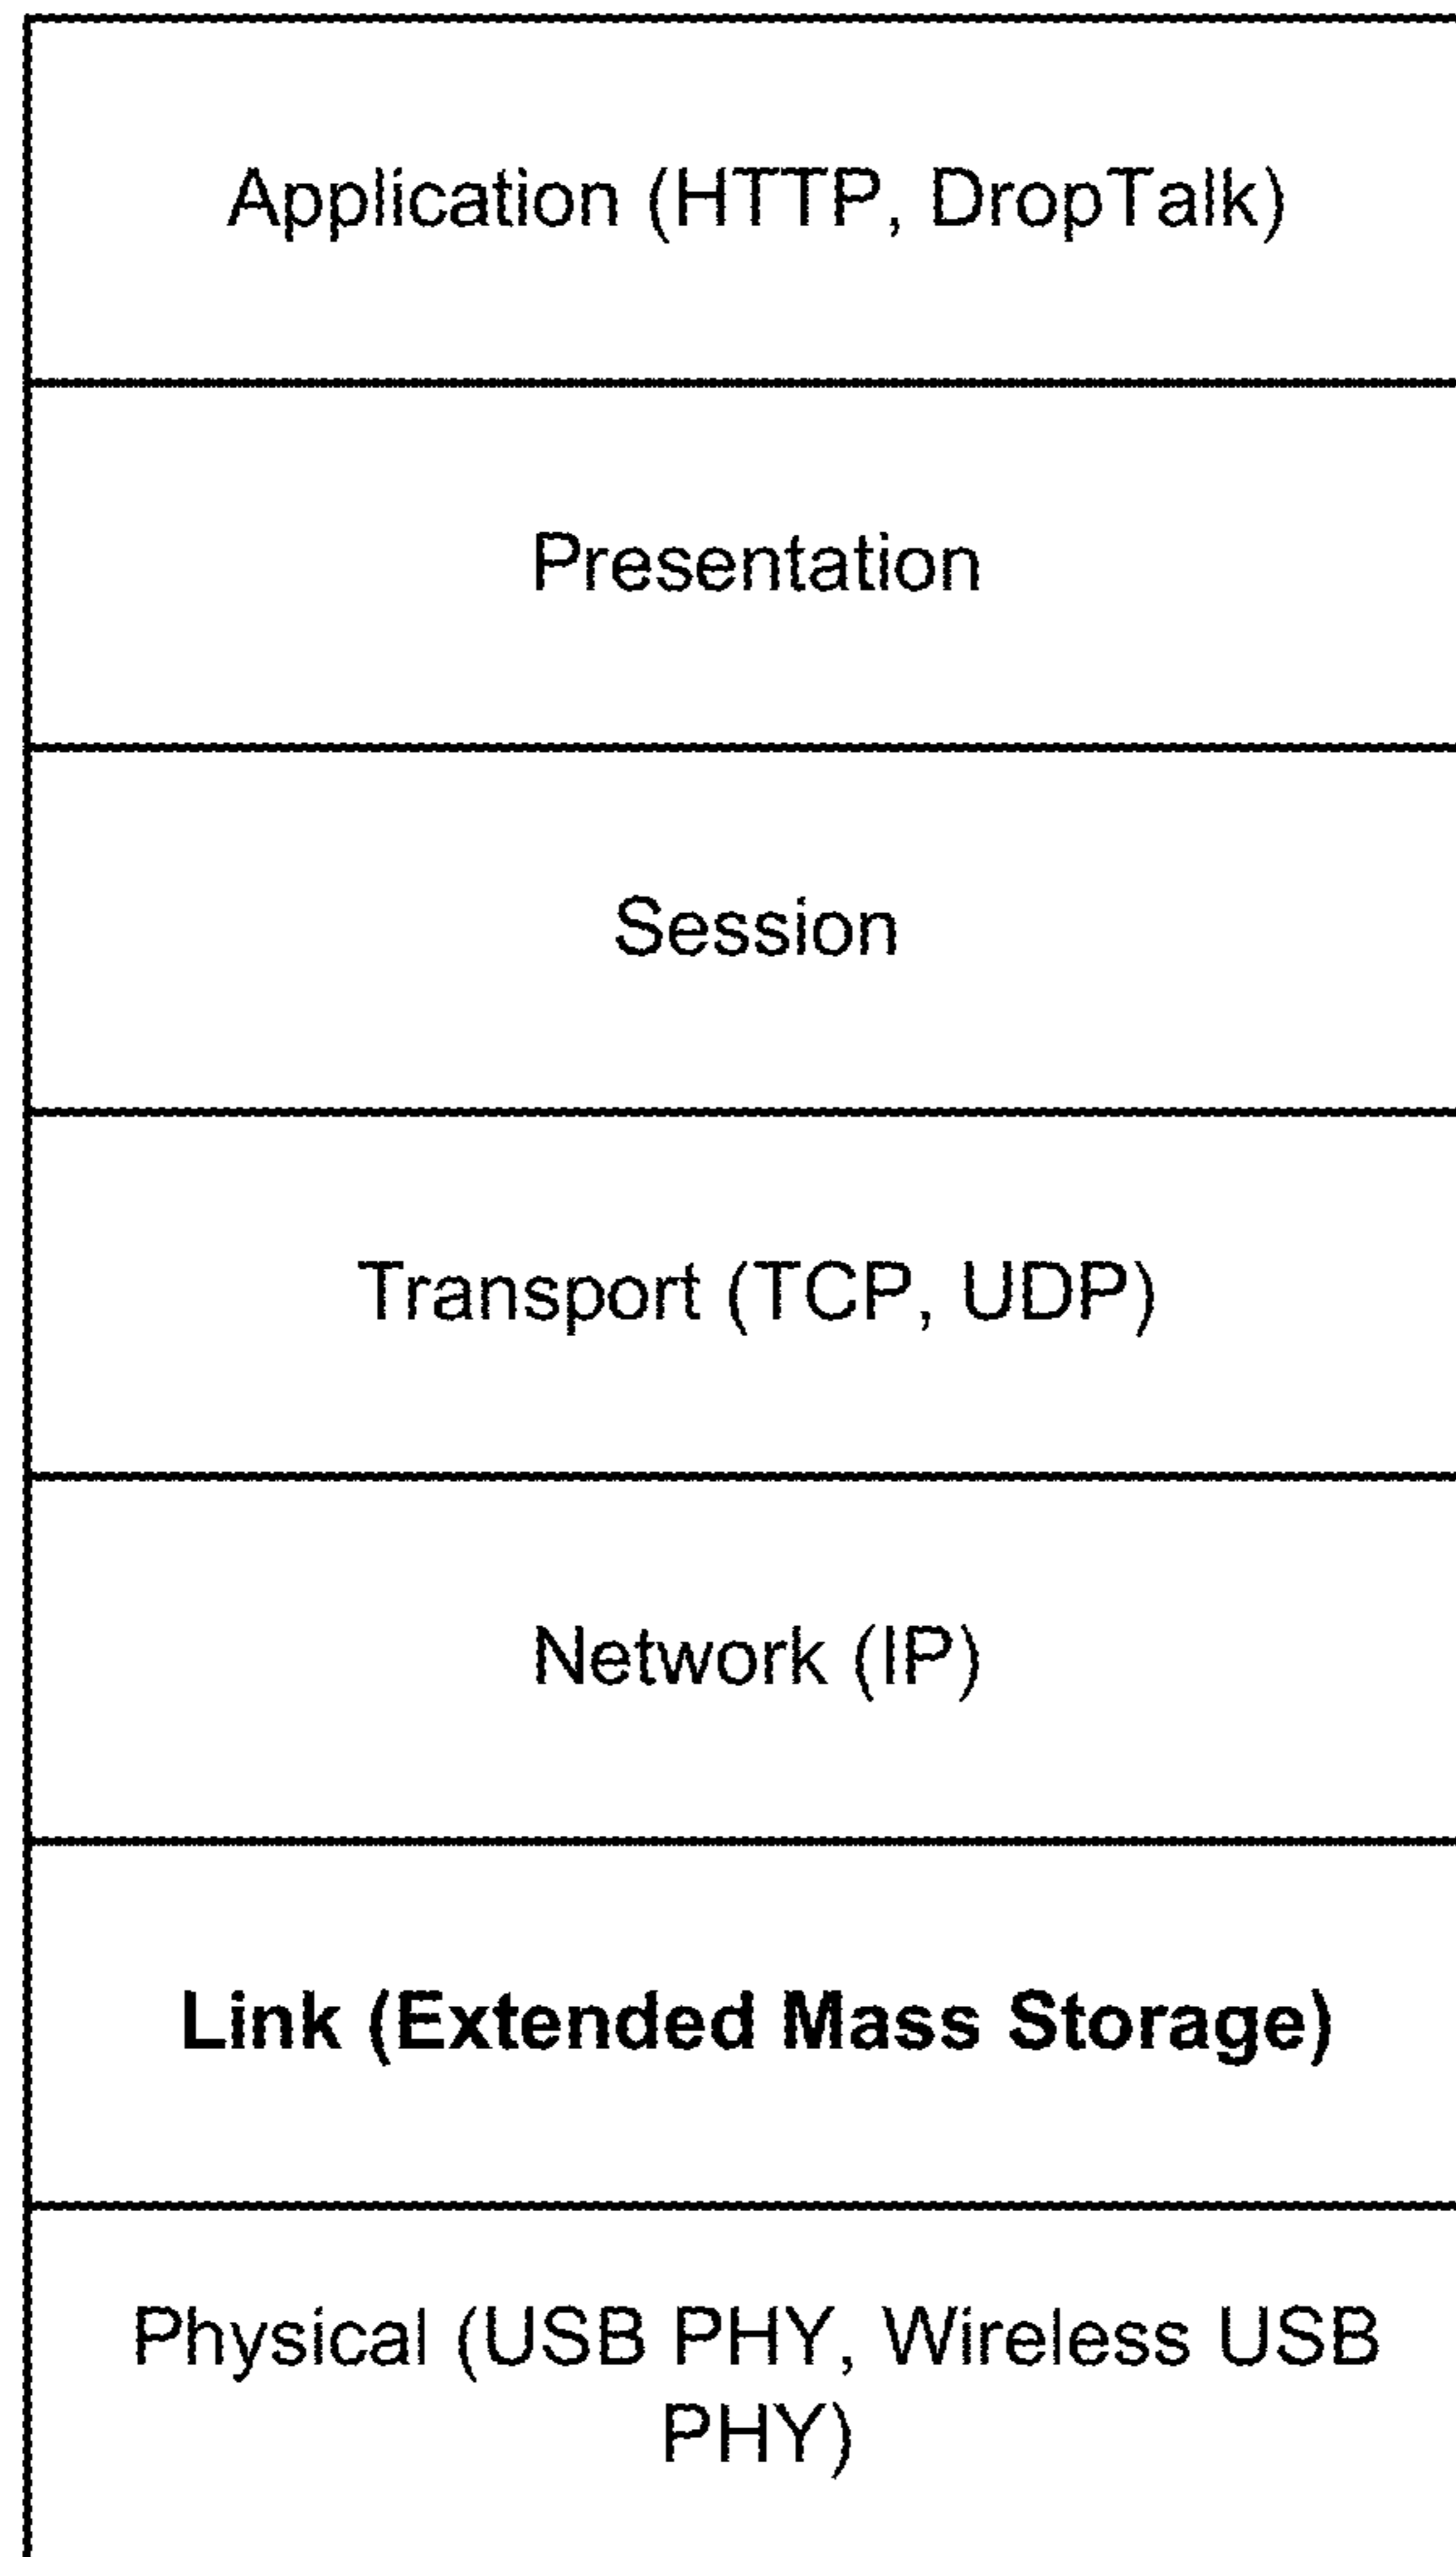 Application (HTTP, DropTalk)
Presentation
Session
Transport (TCP, UDP)
Network (IP)
Link (Extended Mass Storage)
Physical (USB PHY, Wireless USB
PHY)